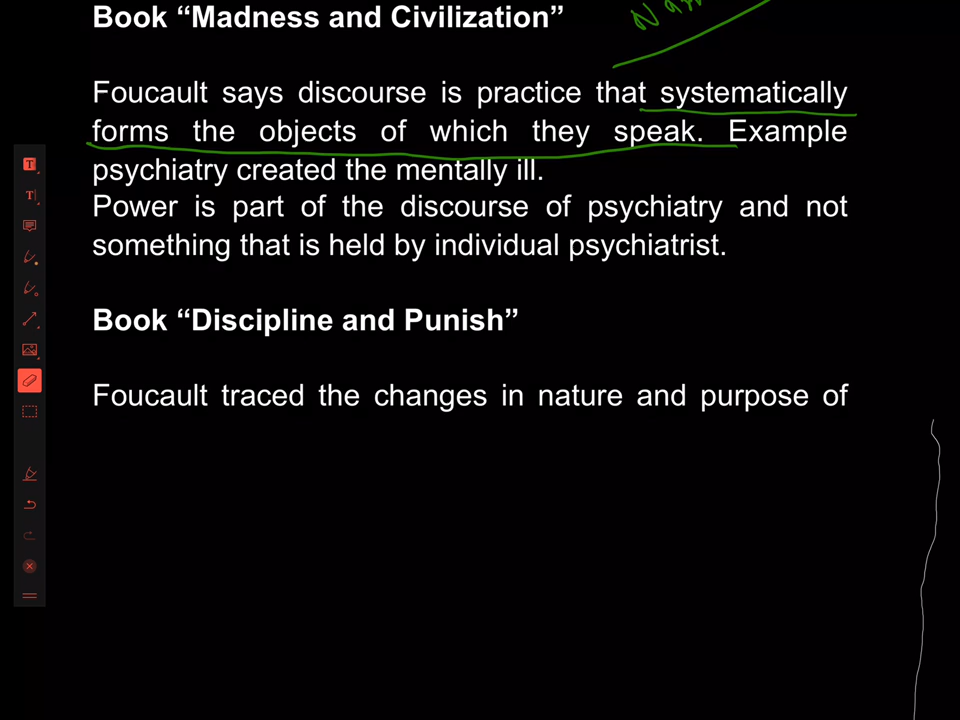 Book “Madness and Civilization”
Foucault says discourse is practice that systematically
forms the objects of which they speak. Example
psychiatry created the mentally ill.
Power is part of the discourse of psychiatry and not
something that is held by individual psychiatrist.
Book “Discipline and Punish”
Foucault traced the changes in nature and purpose of